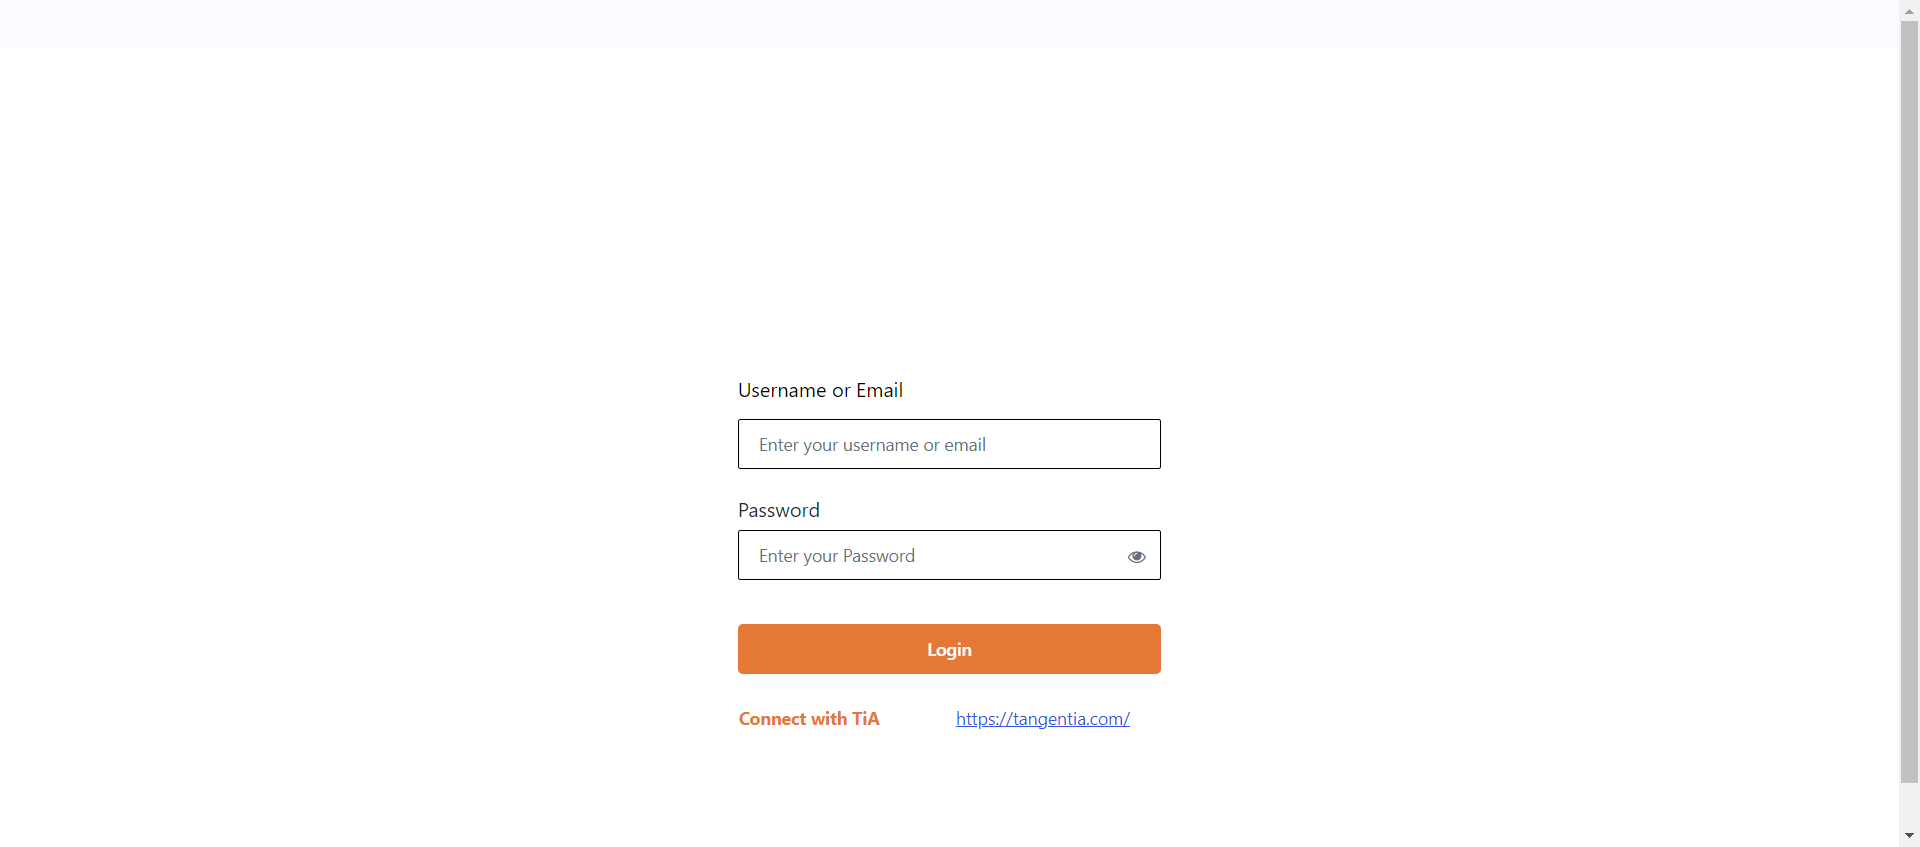 Username or Email
Enter your username or email
Password
Enter your Password
Login
Connect with TiA https://tangentia.com/